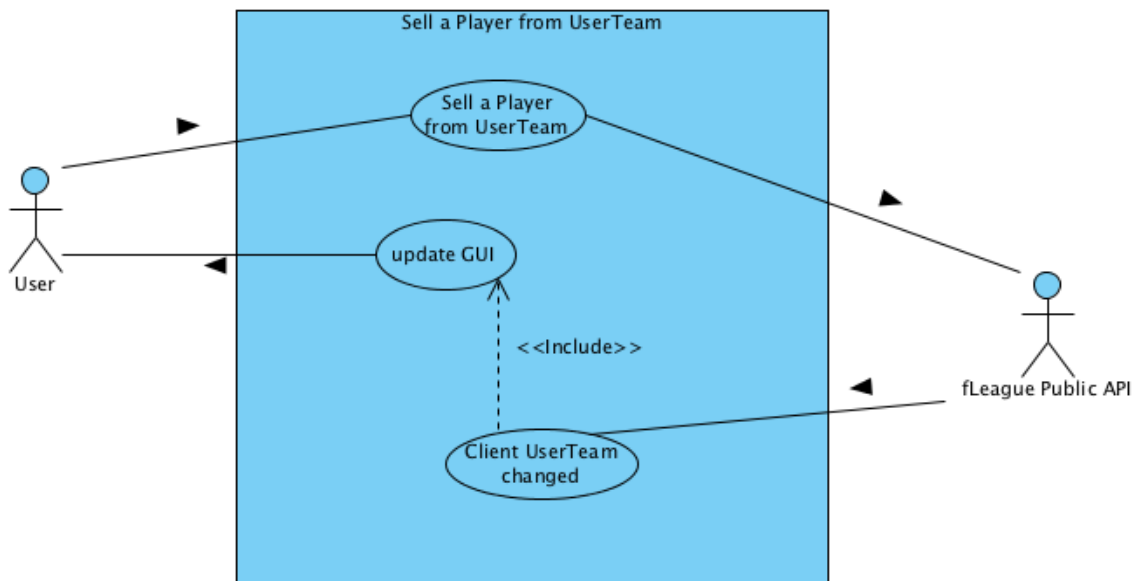 Sell a Player from UserTeam
Sell a Player
from UserTeam
update GUI
User
<<Include>>
fLeague Public API
Client UserTeam
changed